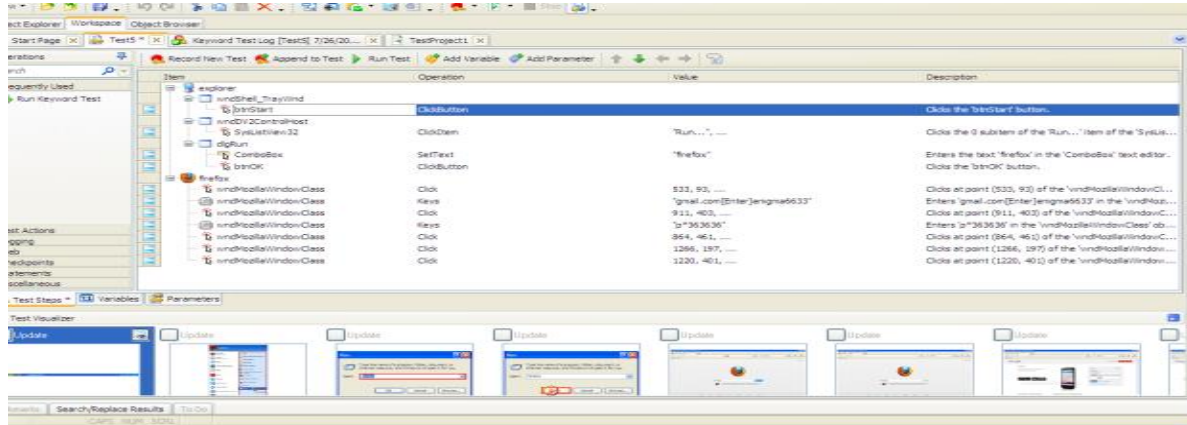 ect Explorer Workspace Object Browser
Start Page Test5 * Keyword Test Log [Test5] 7/26/20... TestProject1
erations
Record New Test Append to Test Run Test Add Variable Add Parameter
arch
equently Used
Run Keyword Test
Item Operation Value Description
explorer
wndShell_TrayWnd
btnStart ClickButton Clicks the 'btnStart' button.
wndDV2ControlHost
SysListView32 ClickItem "Run...", ... Clicks the 0 subitem of the 'Run...' item of the 'SysLis...
dlgRun
ComboBox SetText "firefox" Enters the text 'firefox' in the 'ComboBox' text editor.
btnOK ClickButton Clicks the 'btnOK' button.
firefox
wndMozillaWindowClass Click 533, 93, ... Clicks at point (533, 93) of the 'wndMozillaWindowCl...
wndMozillaWindowClass Keys "gmail.com[Enter]enigma6633" Enters 'gmail.com[Enter]enigma6633' in the 'wndMozi...
wndMozillaWindowClass Click 911, 403, ... Clicks at point (911, 403) of the 'wndMozillaWindowC...
wndMozillaWindowClass Keys "p*363636" Enters 'p*363636' in the 'wndMozillaWindowClass' ob...
wndMozillaWindowClass Click 864, 461, ... Clicks at point (864, 461) of the 'wndMozillaWindowC...
wndMozillaWindowClass Click 1266, 197, ... Clicks at point (1266, 197) of the 'wndMozillaWindow...
wndMozillaWindowClass Click 1220, 401, ... Clicks at point (1220, 401) of the 'wndMozillaWindow...
est Actions
ogging
eb
heckpoints
atements
scellaneous
Test Steps * Variables Parameters
Test Visualizer
Update Update Update Update Update Update Update
Search/Replace Results To Do
CAPS NUM SCRL